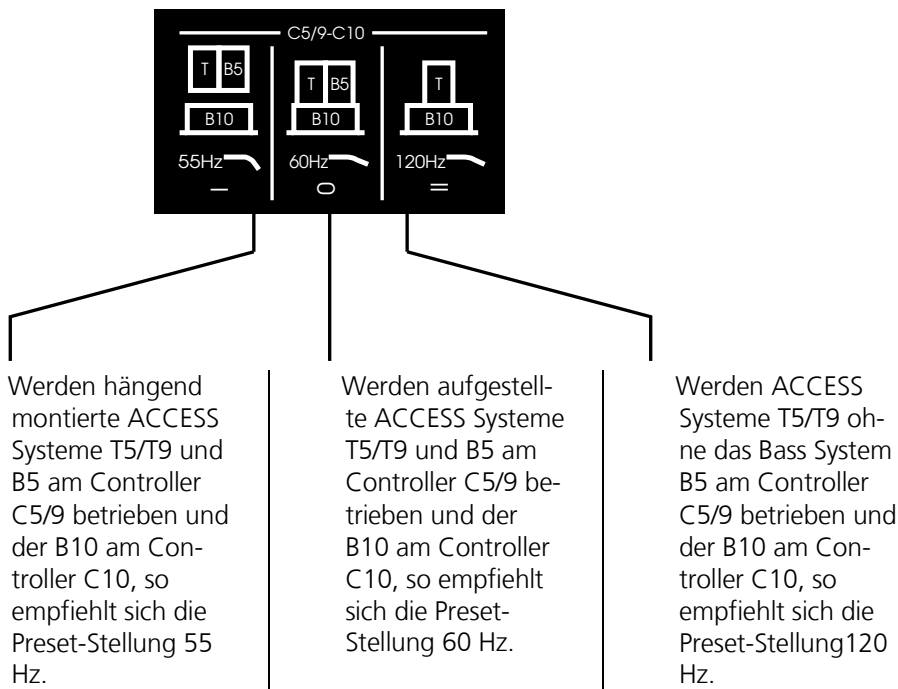 C5/9-C10
T B5 T B5 T
B10 B10 B10
55Hz 60Hz 120Hz
I O II
Werden hängend
montierte ACCESS
Systeme T5/T9 und
B5 am Controller
C5/9 betrieben und
der B10 am Con-
troller C10, so
empfiehlt sich die
Preset-Stellung 55
Hz.
Werden aufgestell-
te ACCESS Systeme
T5/T9 und B5 am
Controller C5/9 be-
trieben und der
B10 am Controller
C10, so empfiehlt
sich die Preset-
Stellung 60 Hz.
Werden ACCESS
Systeme T5/T9 oh-
ne das Bass System
B5 am Controller
C5/9 betrieben und
der B10 am Con-
troller C10, so
empfiehlt sich die
Preset-Stellung120
Hz.